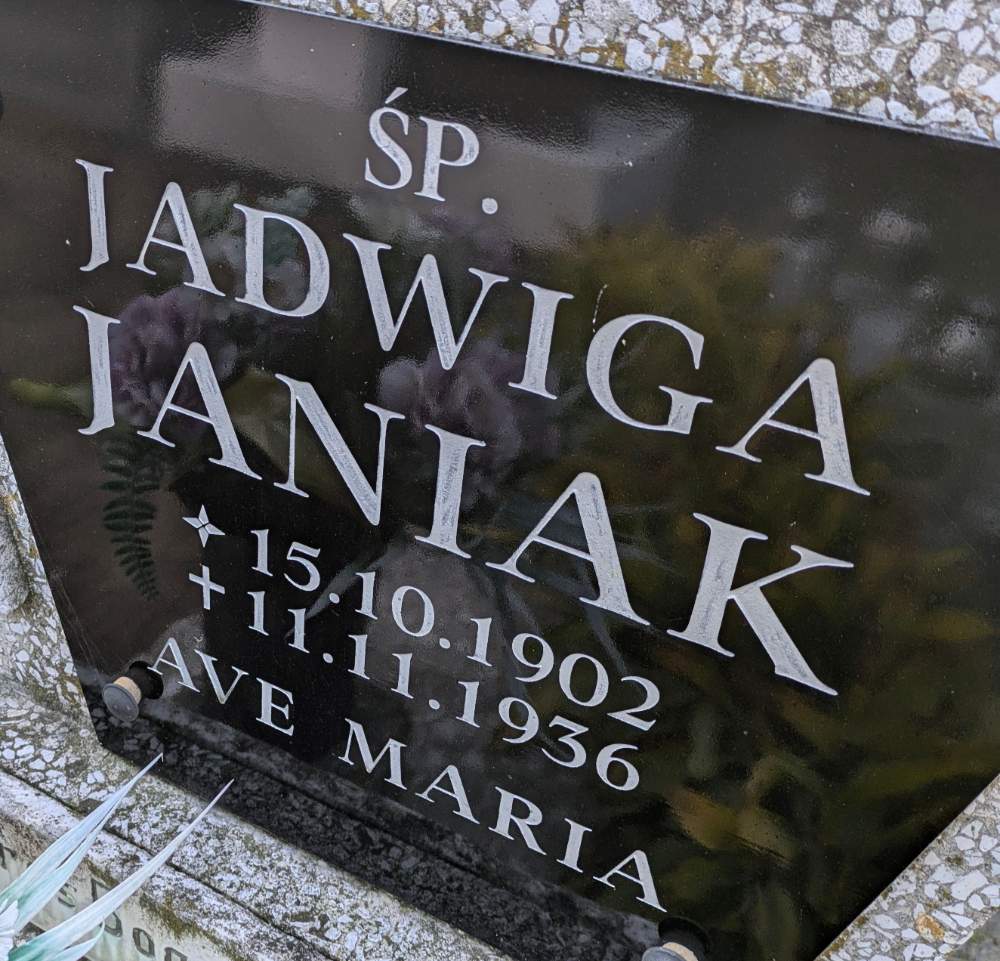 ŚP.
JADWIGA
JANIAK
15.10.1902
11.11.1936
AVE MARIA